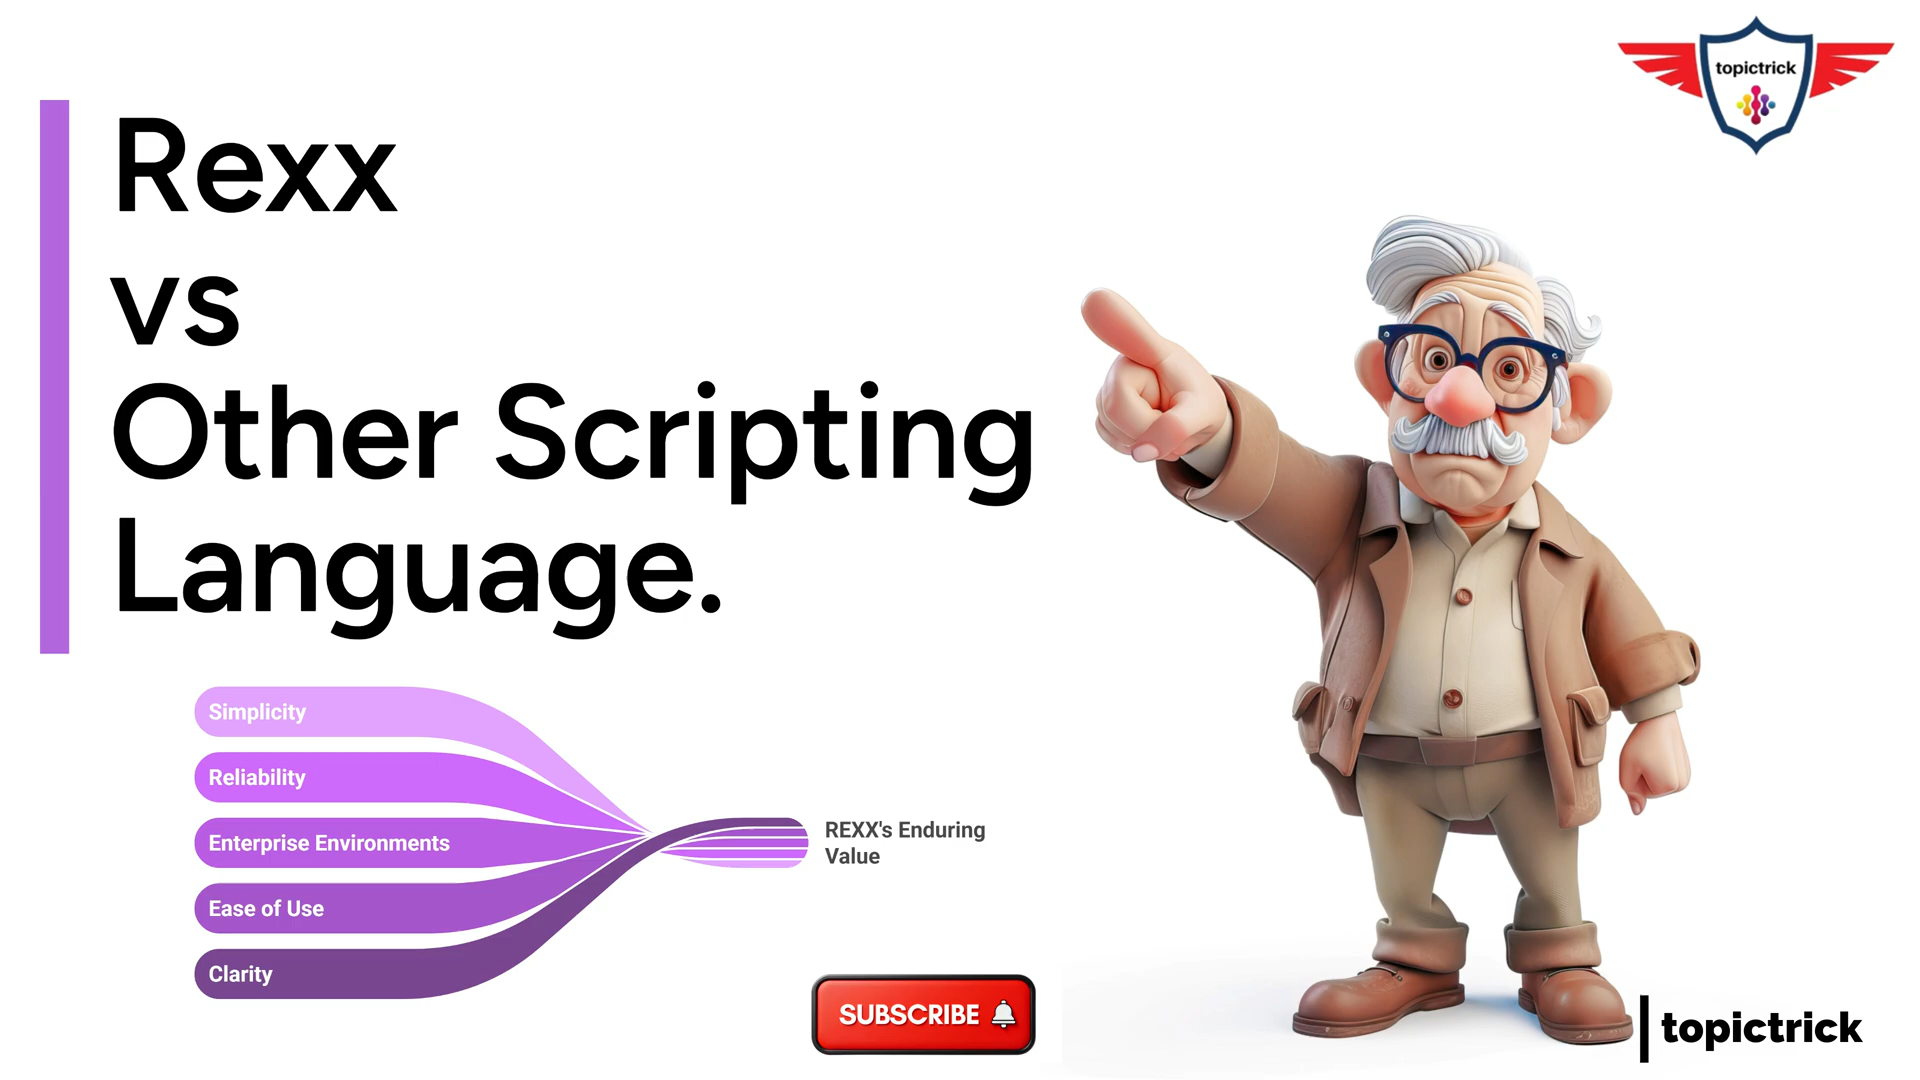 topictrick
Rexx
vs
Other Scripting
Language.
Simplicity
Reliability
Enterprise Environments
Ease of Use
Clarity
REXX's Enduring
Value
SUBSCRIBE
topictrick